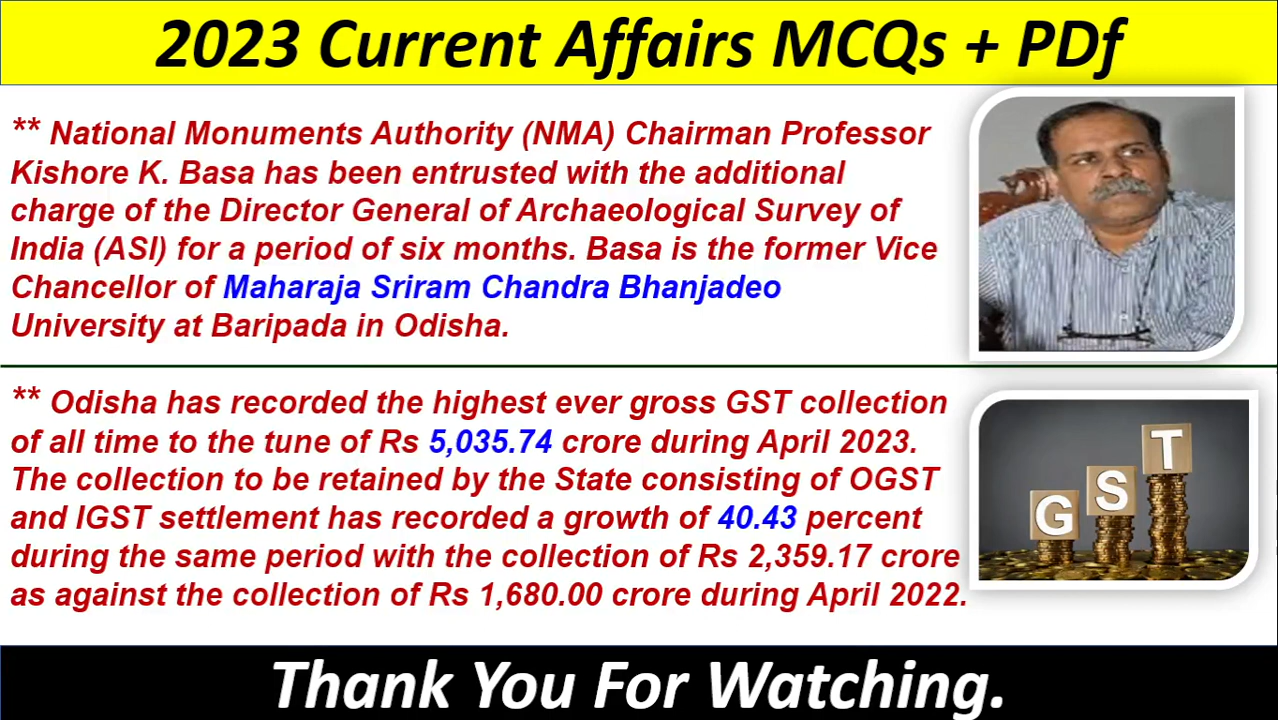 2023 Current Affairs MCQs + PDf
** National Monuments Authority (NMA) Chairman Professor
Kishore K. Basa has been entrusted with the additional
charge of the Director General of Archaeological Survey of
India (ASI) for a period of six months. Basa is the former Vice
Chancellor of Maharaja Sriram Chandra Bhanjadeo
University at Baripada in Odisha.
** Odisha has recorded the highest ever gross GST collection
of all time to the tune of Rs 5,035.74 crore during April 2023.
The collection to be retained by the State consisting of OGST
and IGST settlement has recorded a growth of 40.43 percent
during the same period with the collection of Rs 2,359.17 crore
as against the collection of Rs 1,680.00 crore during April 2022.
G S T
Thank You For Watching.